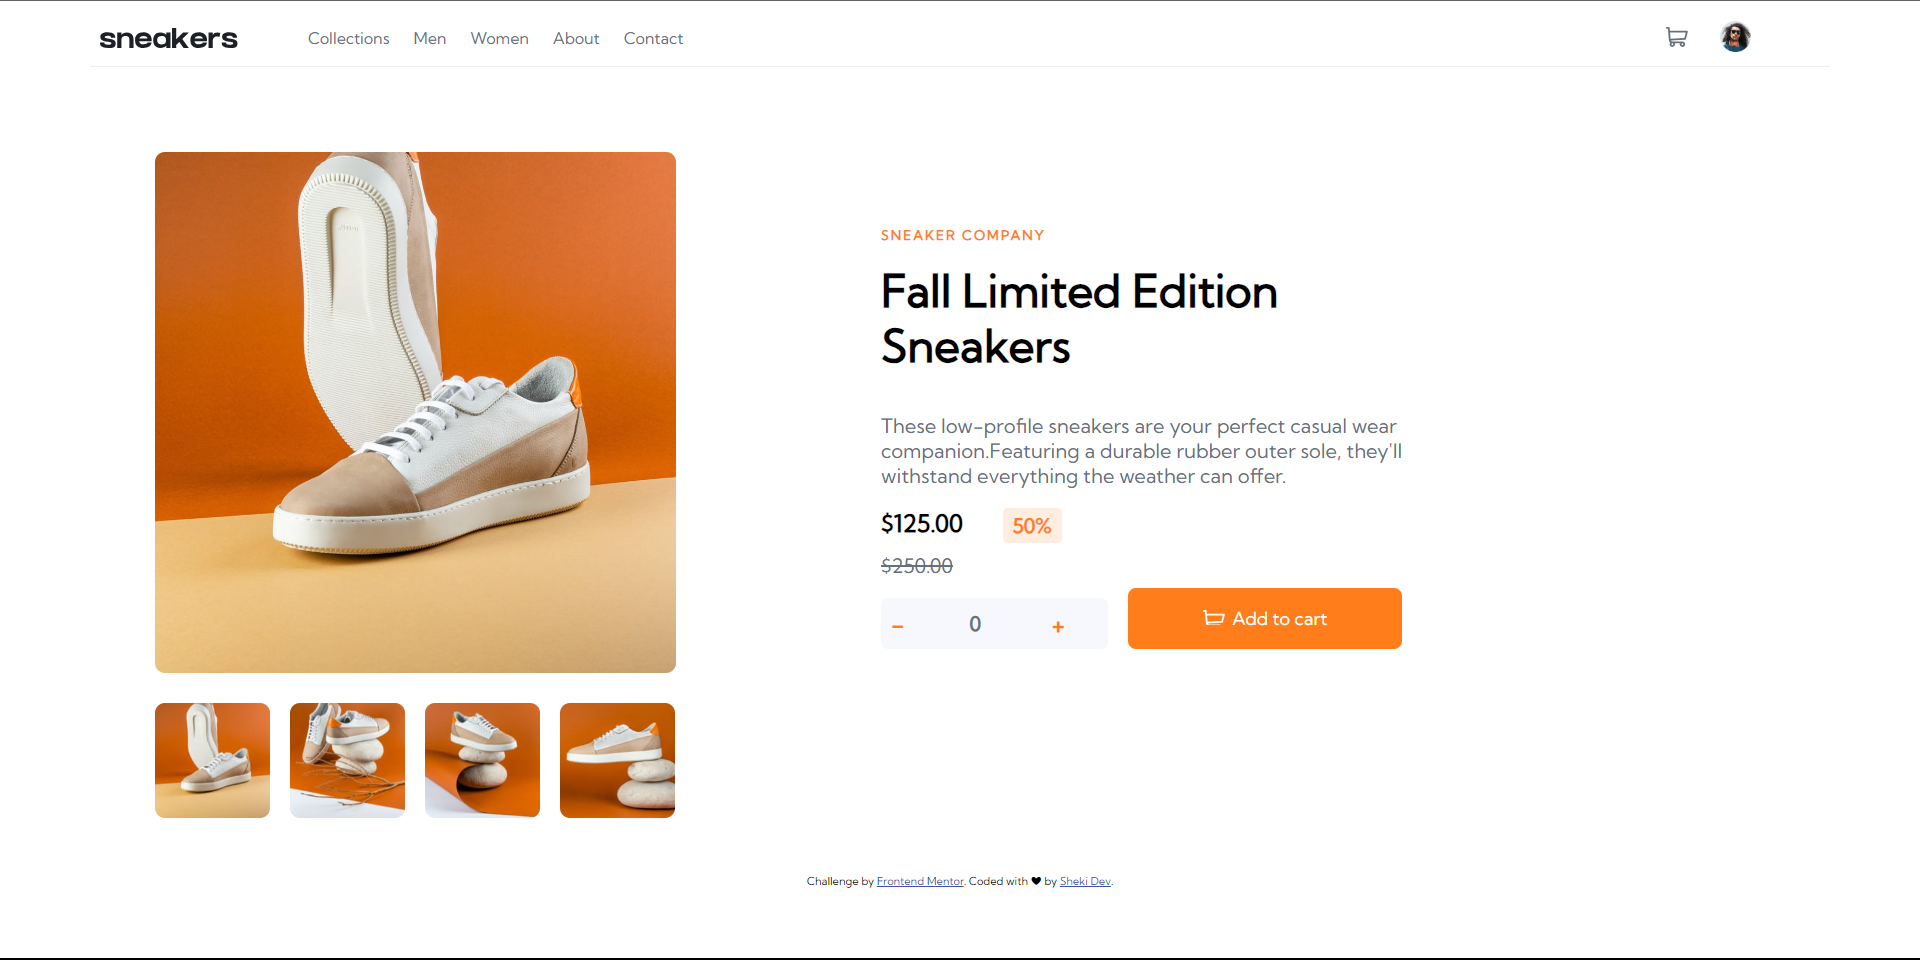 sneakers
Collections Men Women About Contact
SNEAKER COMPANY
Fall Limited Edition
Sneakers
These low-profile sneakers are your perfect casual wear
companion.Featuring a durable rubber outer sole, they'll
withstand everything the weather can offer.
$125.00 50%
$250.00
– 0 + Add to cart
Challenge by Frontend Mentor. Coded with ♥ by Sheki Dev.